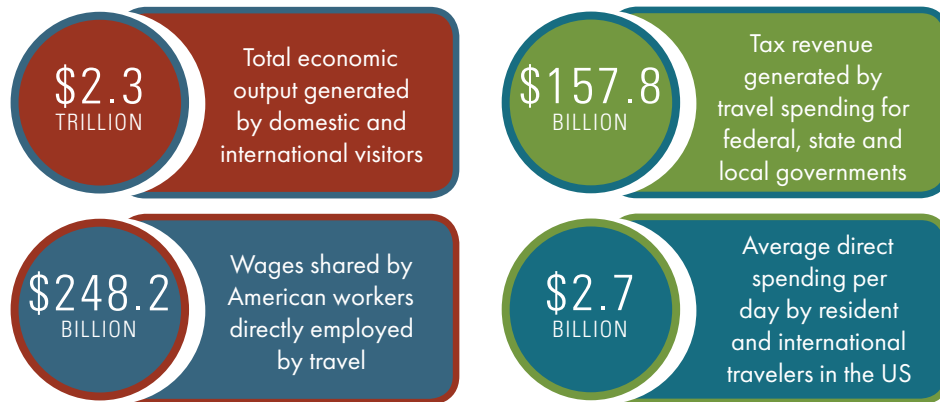 $2.3
TRILLION
Total economic
output generated
by domestic and
international visitors
$157.8
BILLION
Tax revenue
generated by
travel spending for
federal, state and
local governments
$248.2
BILLION
Wages shared by
American workers
directly employed
by travel
$2.7
BILLION
Average direct
spending per
day by resident
and international
travelers in the US